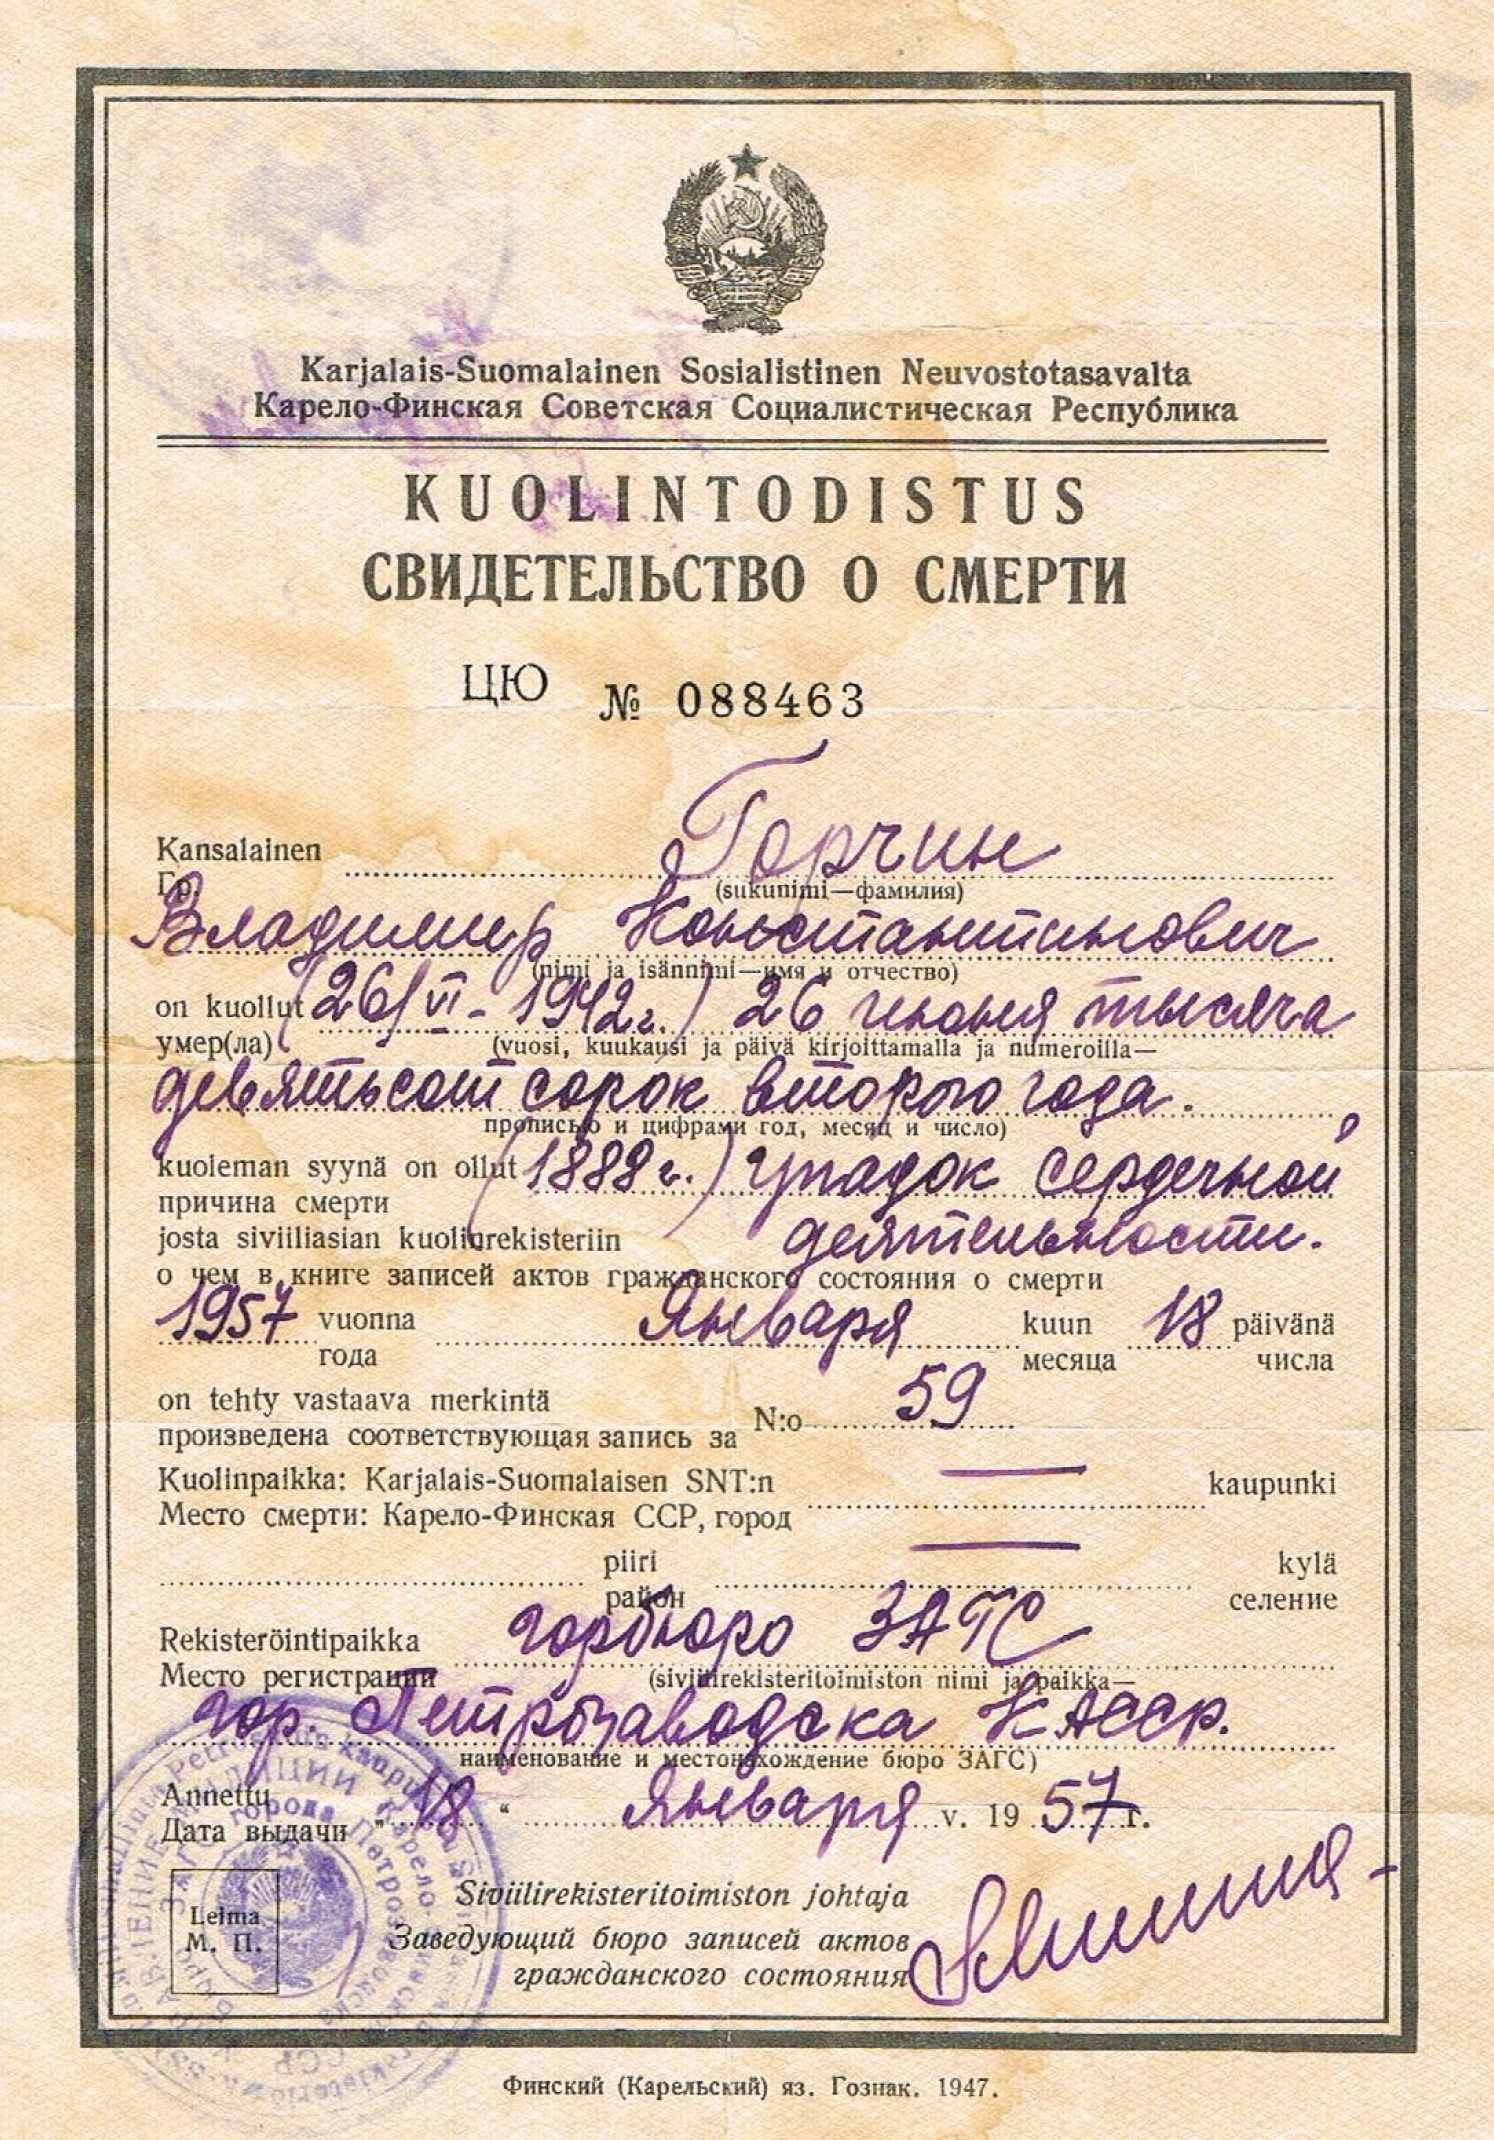 Karjalais-Suomalainen Sosialistinen Neuvostotasavalta
Карело-Финская Советская Социалистическая Республика
KUOLINTODISTUS
СВИДЕТЕЛЬСТВО О СМЕРТИ
ЦЮ № 088463
Kansalainen Горчин
Гр. (sukunimi—фамилия)
Владимир Константинович
(nimi ja isännimi—имя и отчество)
on kuollut (26/VI-1942г.) 26 июня тысяча
умер(ла) (vuosi, kuukausi ja päivä kirjoittamalla ja numeroilla—
девятьсот сорок второго года.
прописью и цифрами год, месяц и число)
kuoleman syynä on ollut (1888г.) упадок сердечной
причина смерти
josta siviiliasian kuolinrekisteriin деятельности.
о чем в книге записей актов гражданского состояния о смерти
1957 vuonna Января kuun 18 päivänä
года месяца числа
on tehty vastaava merkintä N:o 59
произведена соответствующая запись за
Kuolinpaikka: Karjalais-Suomalaisen SNT:n — kaupunki
Место смерти: Карело-Финская ССР, город
piiri — kylä
район селение
Rekisteröintipaikka горбюро ЗАГС
Место регистрации (siviilirekisteritoimiston nimi ja paikka—
гор. Петрозаводска КАССР.
наименование и местонахождение бюро ЗАГС)
Annettu "18" Января v. 1957 г.
Дата выдачи
Siviilirekisteritoimiston johtaja
Leima
М. П.
Заведующий бюро записей актов
гражданского состояния
города Петрозаводска
Финский (Карельский) яз. Гознак. 1947.